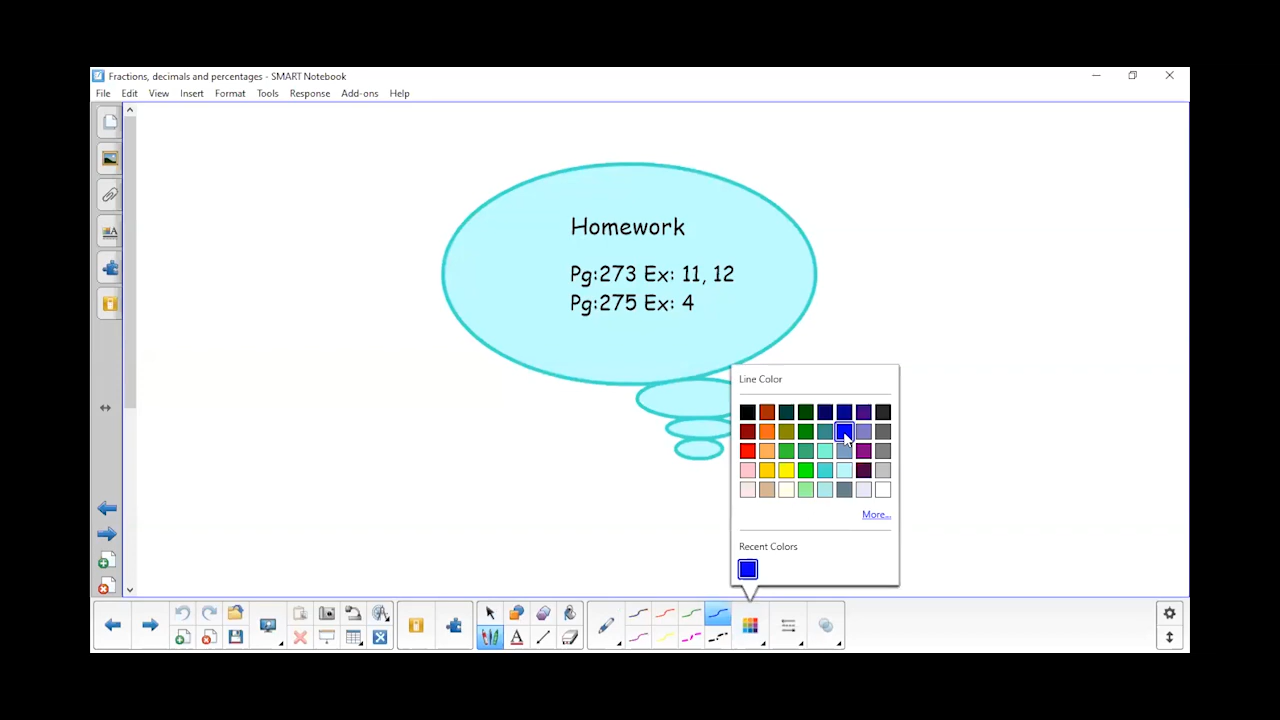 Fractions, decimals and percentages - SMART Notebook
File Edit View Insert Format Tools Response Add-ons Help
Homework
Pg:273 Ex: 11, 12
Pg:275 Ex: 4
Line Color
More...
Recent Colors